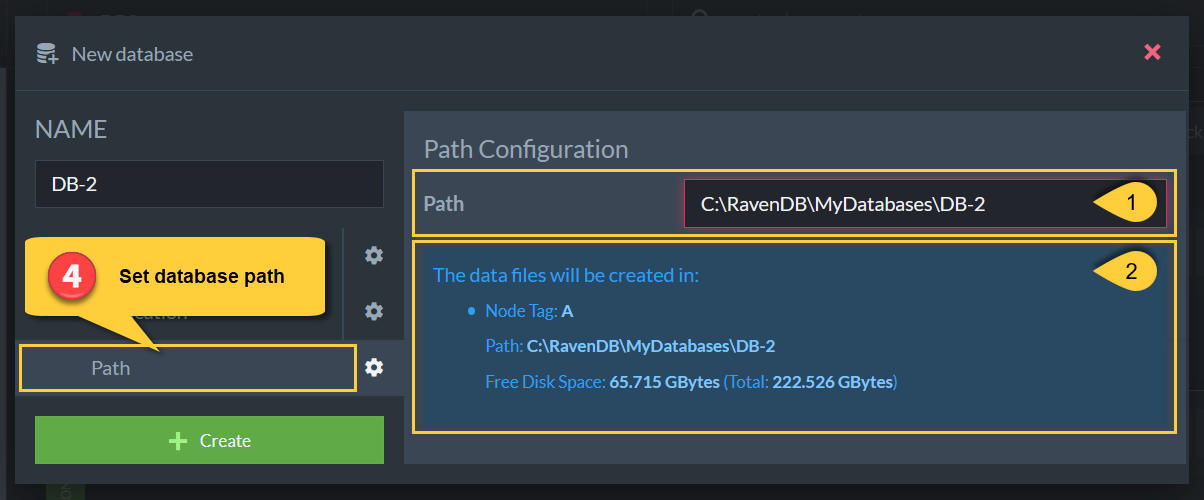 New database
NAME
DB-2
Path Configuration
Path
C:\RavenDB\MyDatabases\DB-2
1
4
Set database path
The data files will be created in:
2
Node Tag: A
Path: C:\RavenDB\MyDatabases\DB-2
Free Disk Space: 65.715 GBytes (Total: 222.526 GBytes)
Path
Create